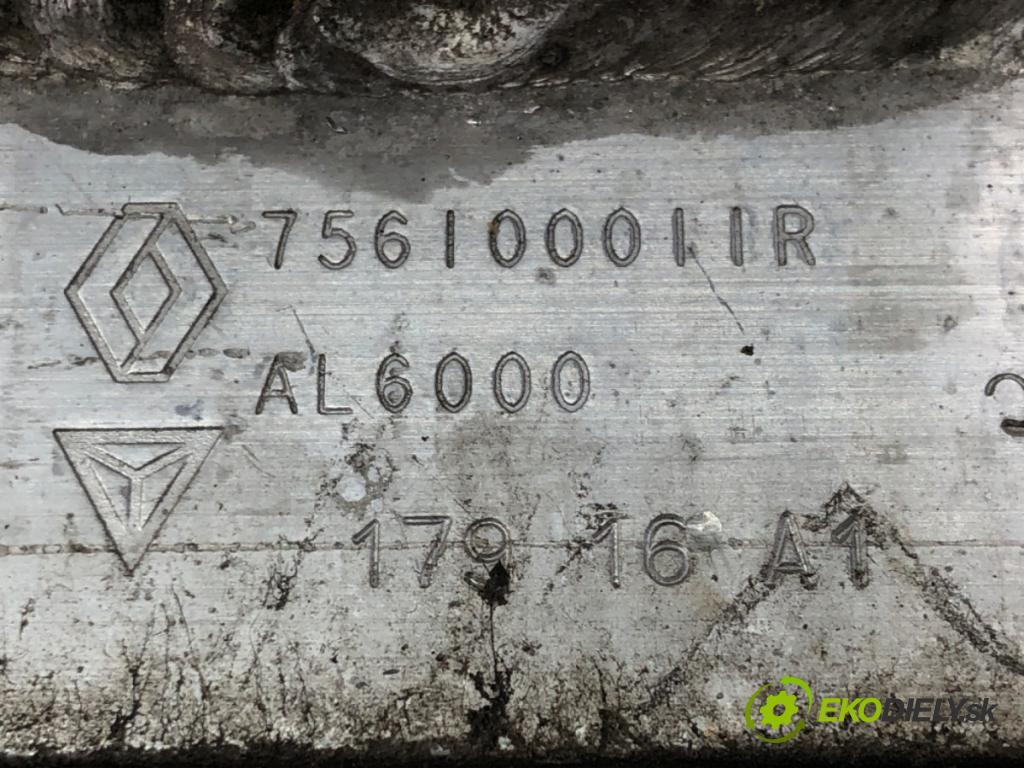 756100011R
AL6000
179 16 A1
EKODIELY.sk